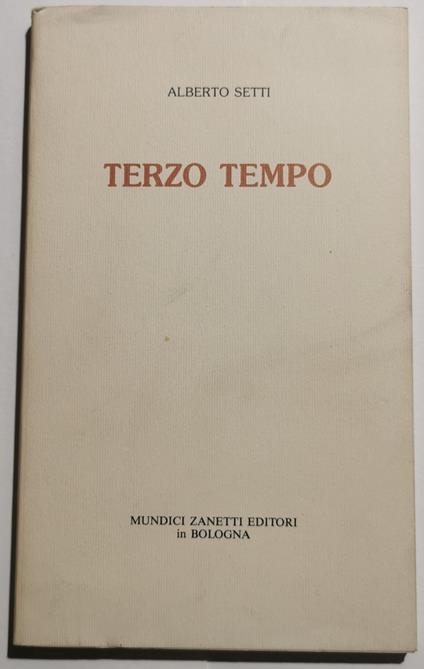 ALBERTO SETTI
TERZO TEMPO
MUNDICI ZANETTI EDITORI
in BOLOGNA